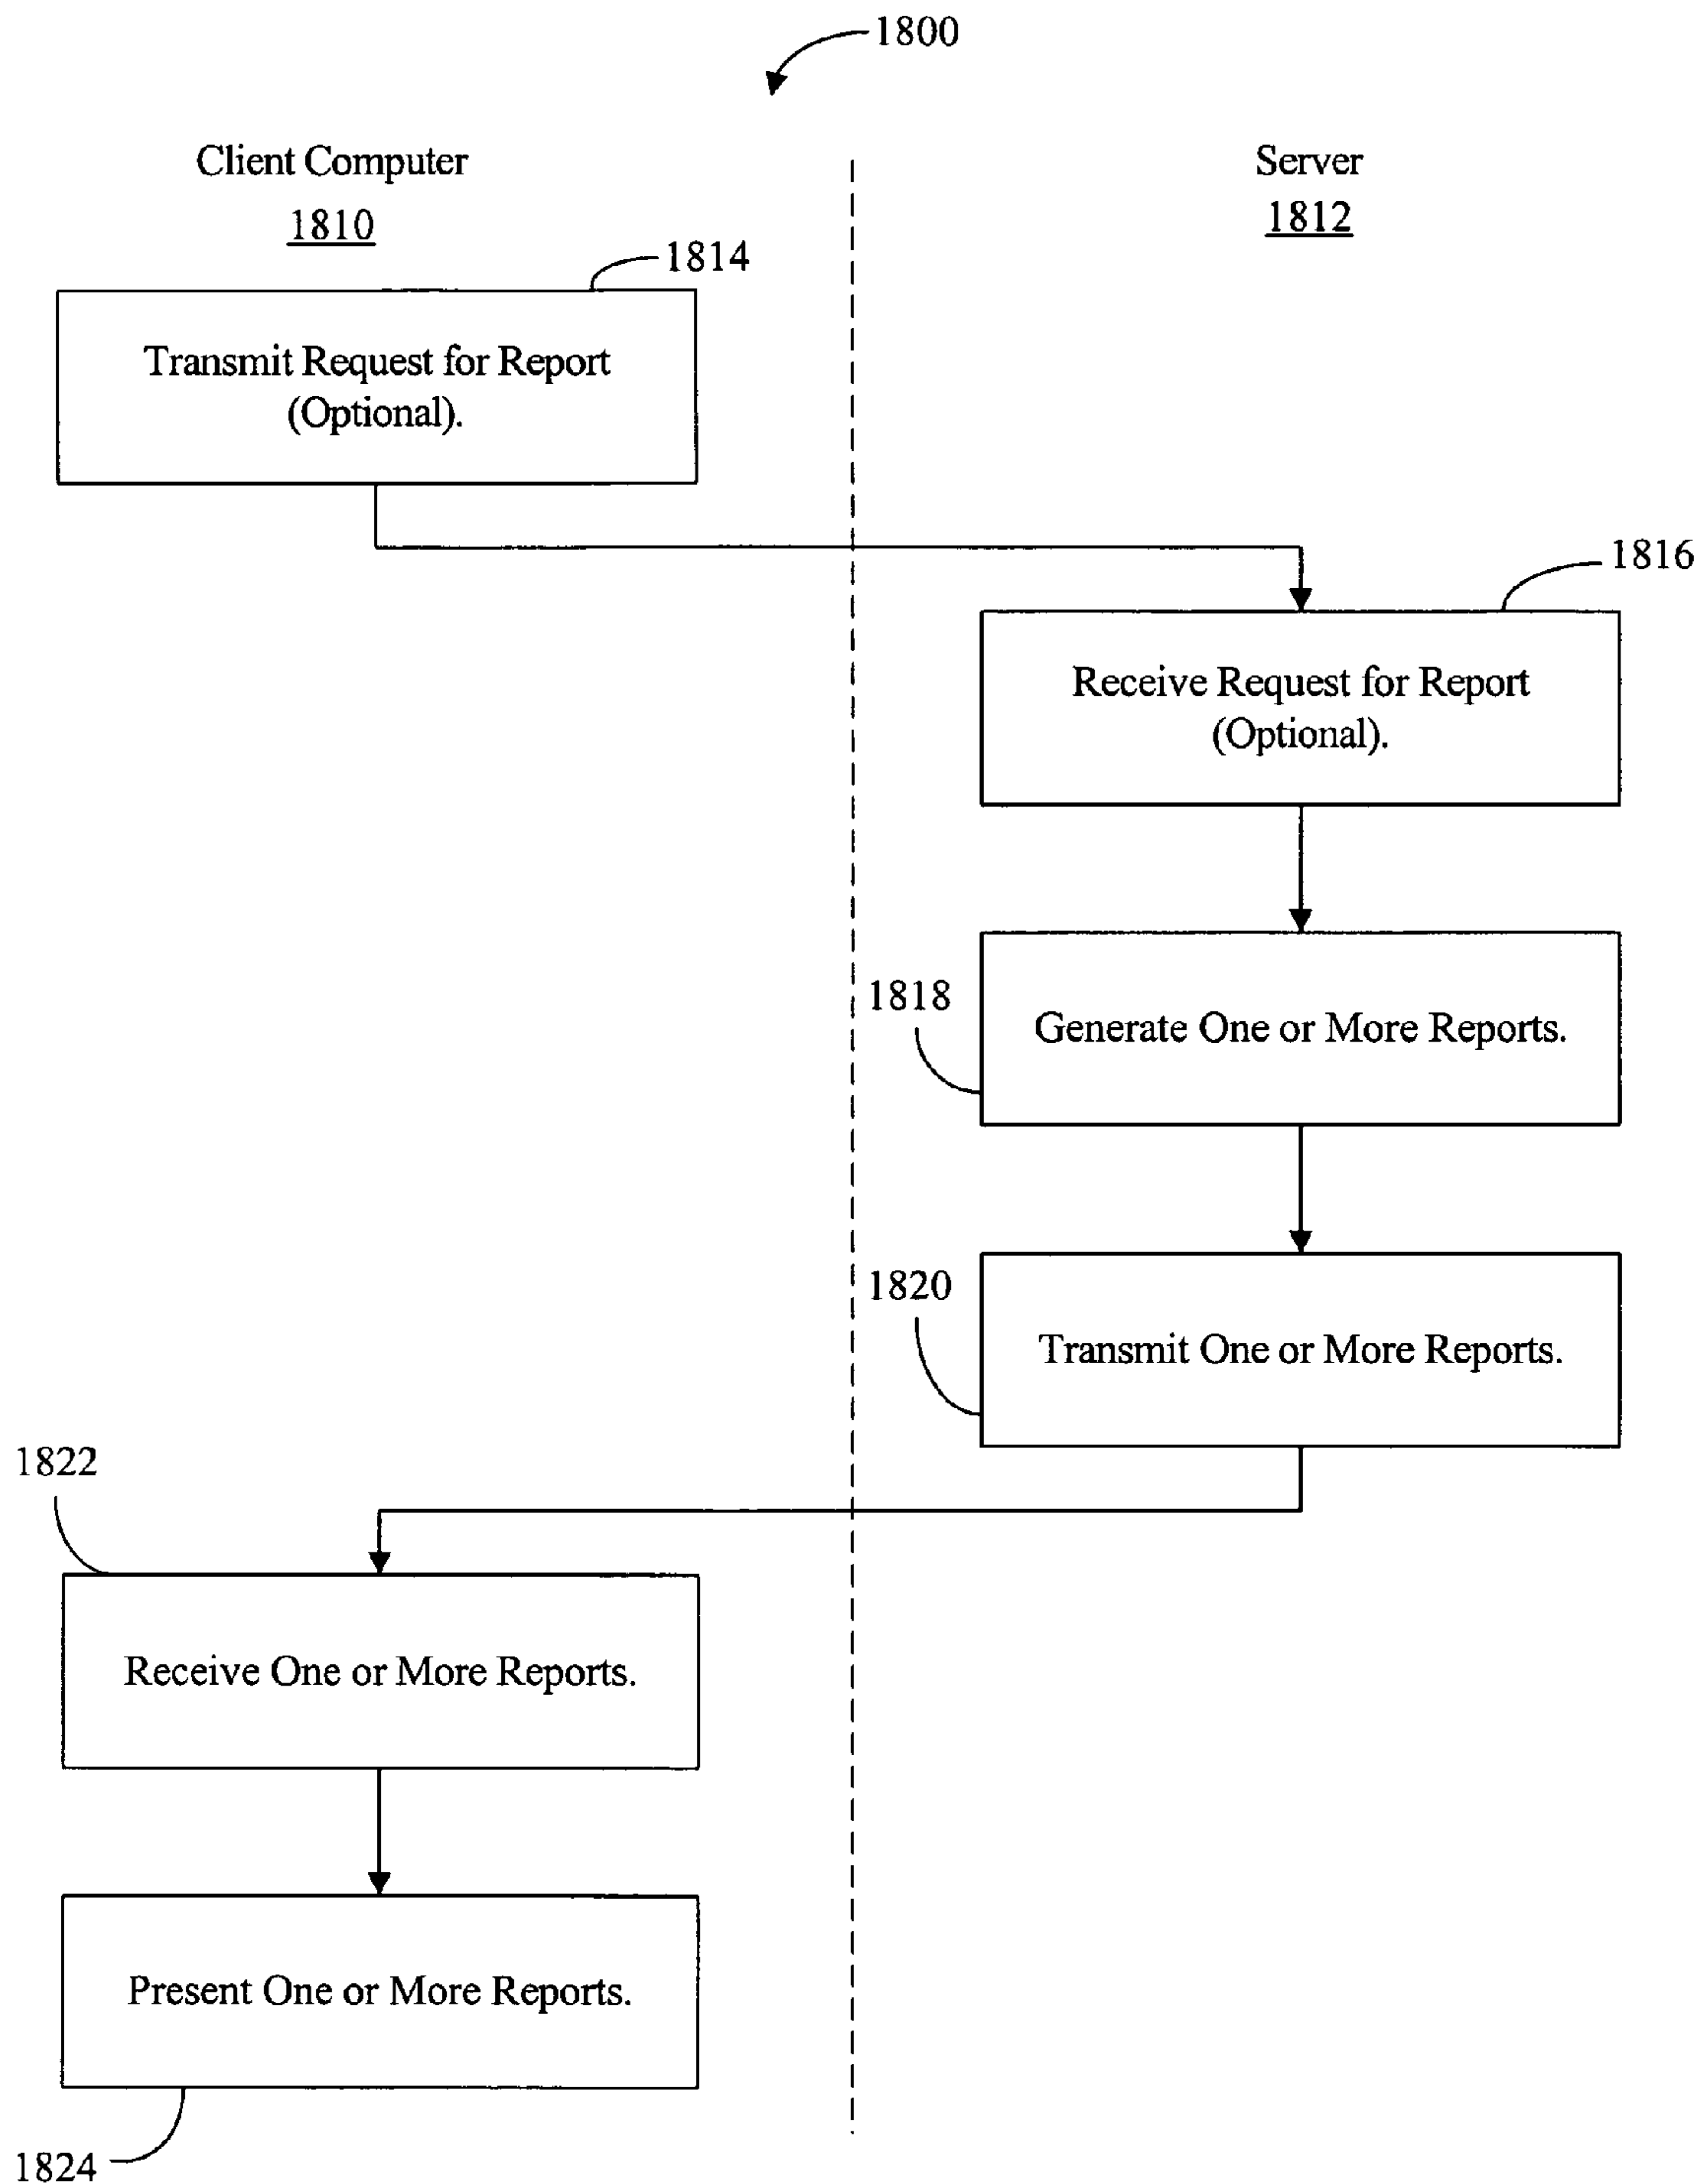 1800
Client Computer
1810
Server
1812
1814
Transmit Request for Report
(Optional).
1816
Receive Request for Report
(Optional).
1818
Generate One or More Reports.
1820
Transmit One or More Reports.
1822
Receive One or More Reports.
Present One or More Reports.
1824